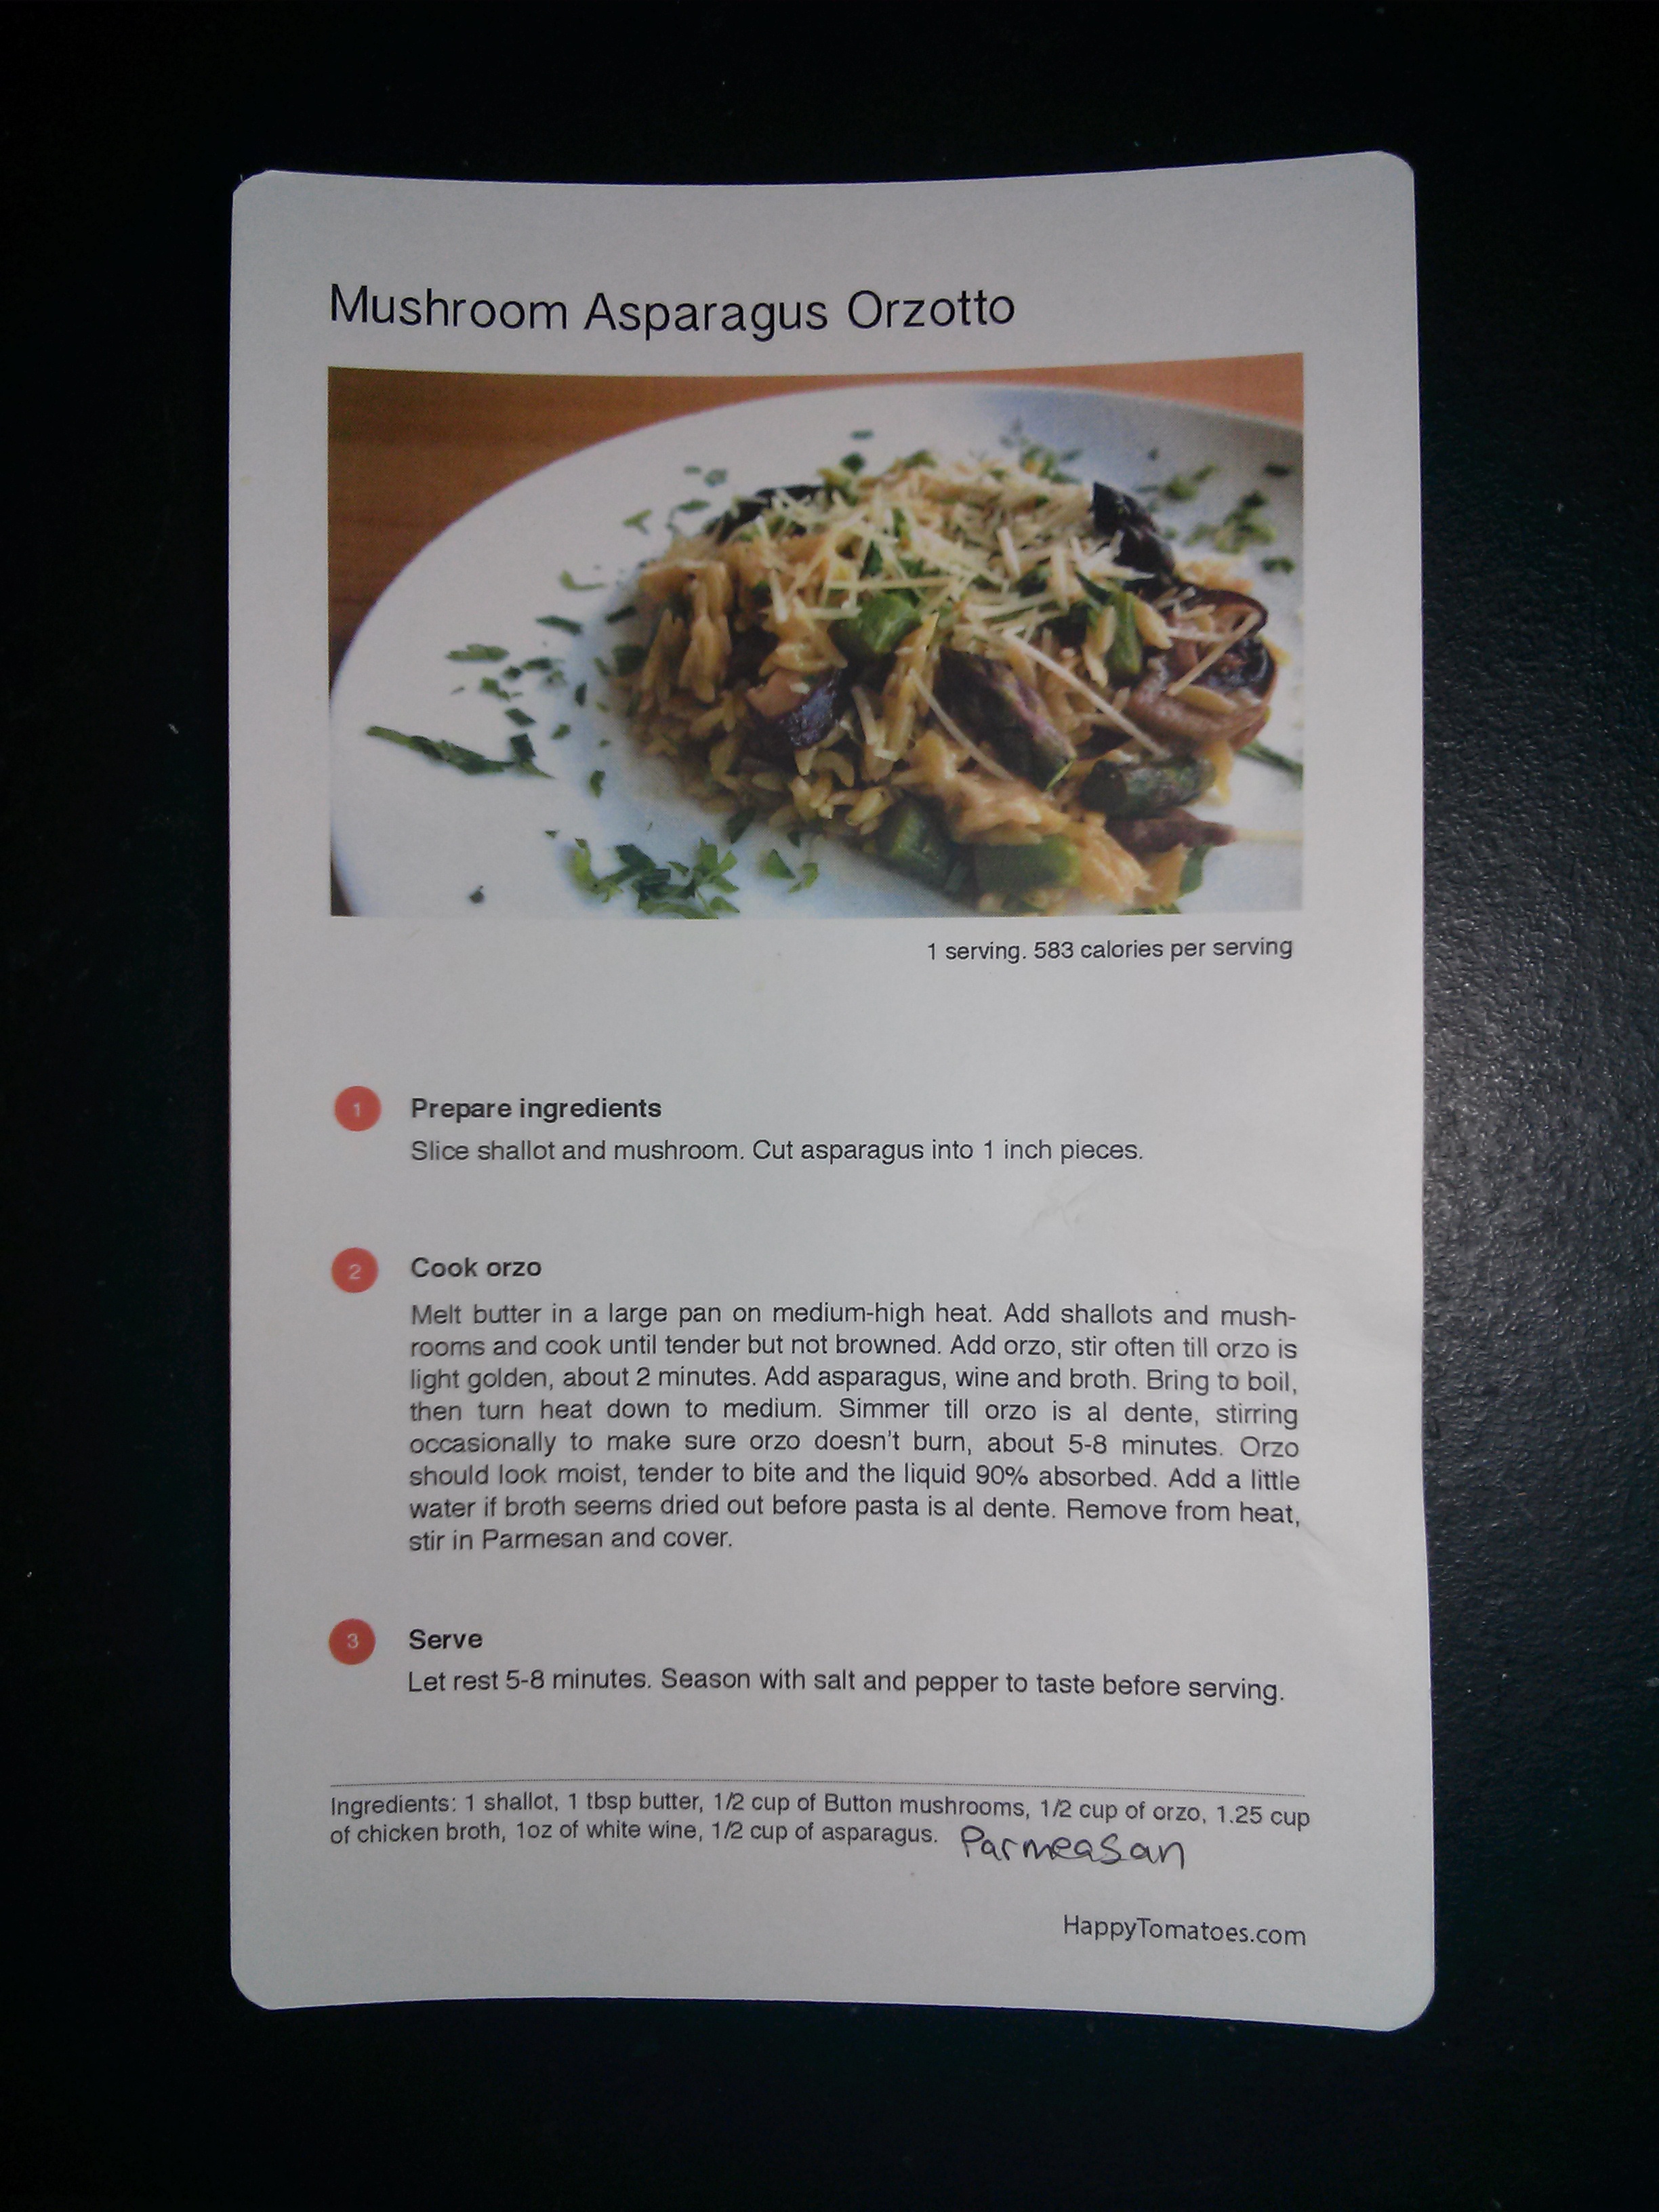 Mushroom Asparagus Orzotto
1 serving. 583 calories per serving
1 Prepare ingredients
Slice shallot and mushroom. Cut asparagus into 1 inch pieces.
2 Cook orzo
Melt butter in a large pan on medium-high heat. Add shallots and mush-
rooms and cook until tender but not browned. Add orzo, stir often till orzo is
light golden, about 2 minutes. Add asparagus, wine and broth. Bring to boil,
then turn heat down to medium. Simmer till orzo is al dente, stirring
occasionally to make sure orzo doesn't burn, about 5-8 minutes. Orzo
should look moist, tender to bite and the liquid 90% absorbed. Add a little
water if broth seems dried out before pasta is al dente. Remove from heat,
stir in Parmesan and cover.
3 Serve
Let rest 5-8 minutes. Season with salt and pepper to taste before serving.
Ingredients: 1 shallot, 1 tbsp butter, 1/2 cup of Button mushrooms, 1/2 cup of orzo, 1.25 cup
of chicken broth, 1oz of white wine, 1/2 cup of asparagus. Parmeasan
HappyTomatoes.com